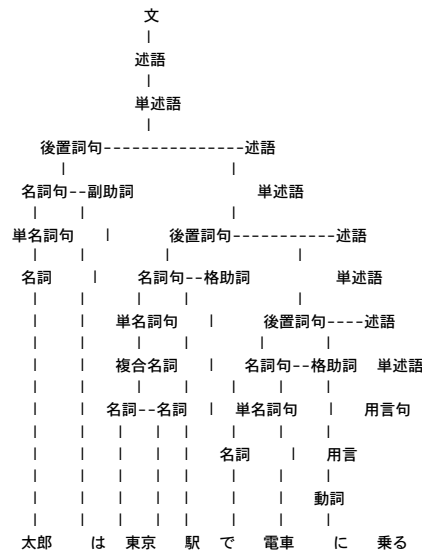 文
述語
単述語
後置詞句---------------述語
名詞句--副助詞 単述語
単名詞句 後置詞句-----------述語
名詞 名詞句--格助詞 単述語
単名詞句 後置詞句----述語
複合名詞 名詞句--格助詞 単述語
名詞--名詞 単名詞句 用言句
名詞 用言
動詞
太郎 は 東京 駅 で 電車 に 乗る